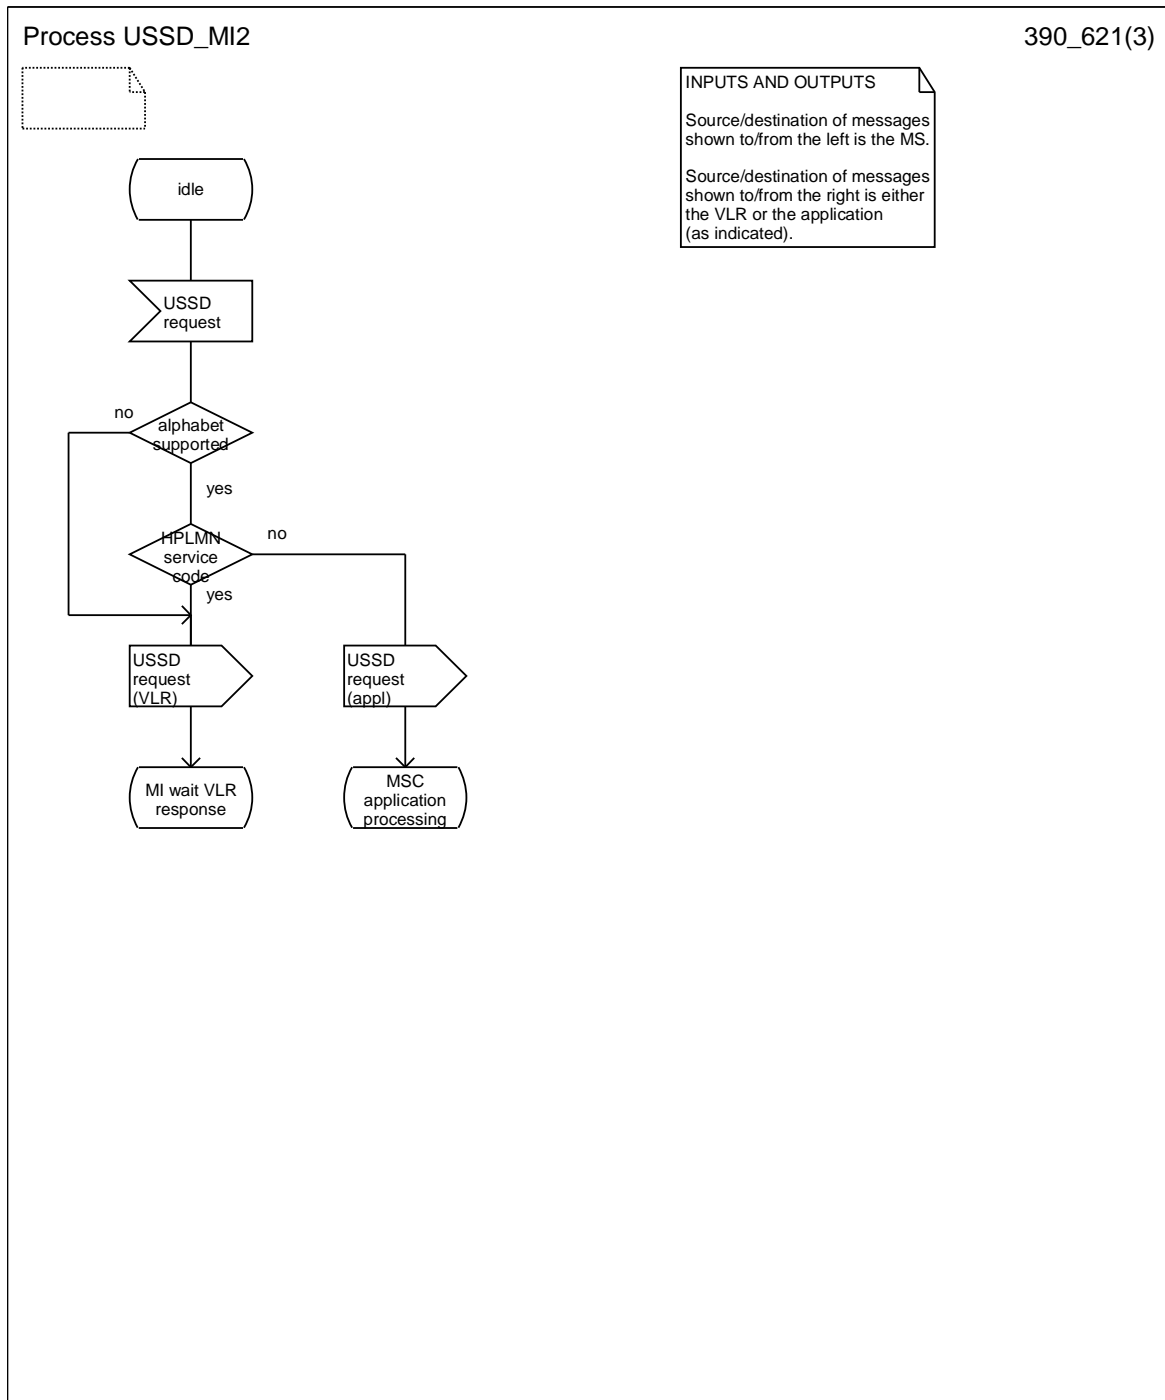 Process USSD_MI2
390_621(3)
INPUTS AND OUTPUTS
Source/destination of messages
shown to/from the left is the MS.
Source/destination of messages
shown to/from the right is either
the VLR or the application
(as indicated).
idle
USSD
request
no
alphabet
supported
yes
HPLMN
service
code
no
yes
USSD
request
(VLR)
USSD
request
(appl)
MI wait VLR
response
MSC
application
processing